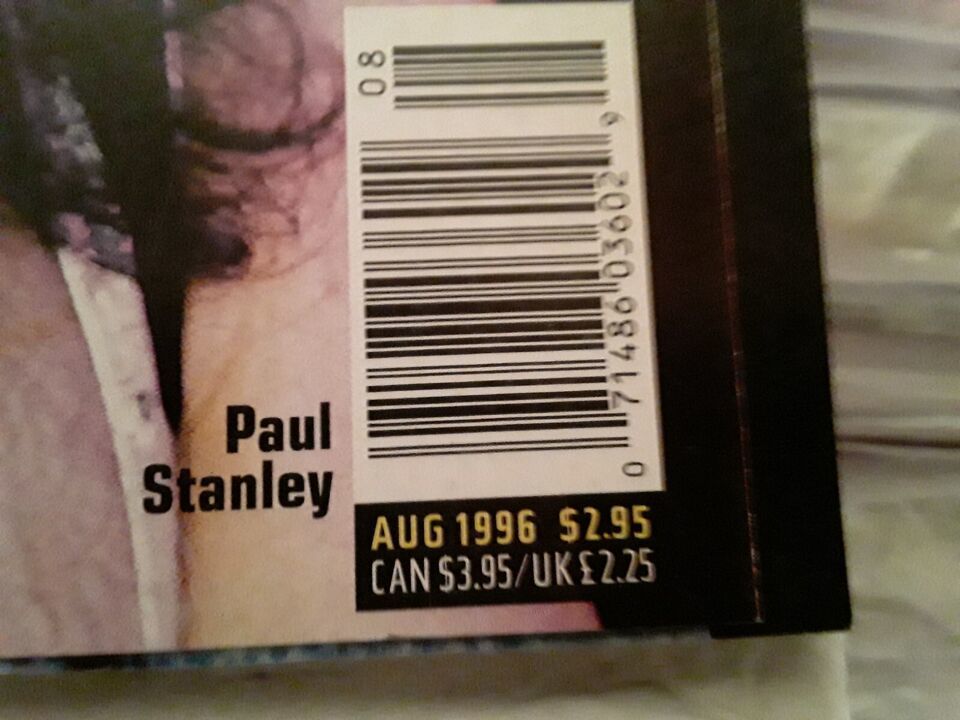 08
0 71486 03602 9
Paul
Stanley
AUG 1996 $2.95
CAN $3.95/UK£2.25